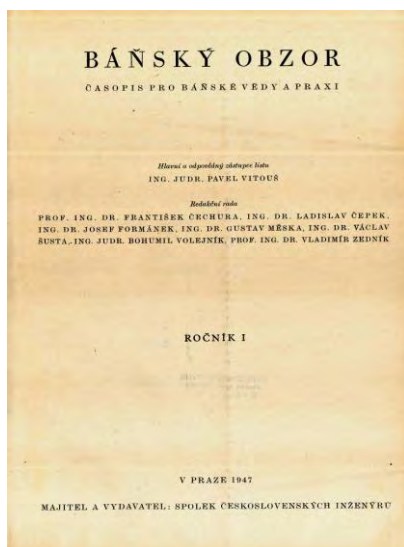 BÁŇSKÝ OBZOR
ČASOPIS PRO BÁŇSKÉ VĚDY A PRAXI
Hlavní a odpovědný zástupce listu
ING. JUDR. PAVEL VITOUŠ
Redakční rada
PROF. ING. DR. FRANTIŠEK ČECHURA, ING. DR. LADISLAV ČEPEK,
ING. DR. JOSEF FORMÁNEK, ING. DR. GUSTAV MĚSKA, ING. DR. VÁCLAV
ŠUSTA, ING. JUDR. BOHUMIL VOLEJNÍK, PROF. ING. DR. VLADIMÍR ZEDNÍK
ROČNÍK I
V PRAZE 1947
MAJITEL A VYDAVATEL: SPOLEK ČESKOSLOVENSKÝCH INŽENÝRŮ